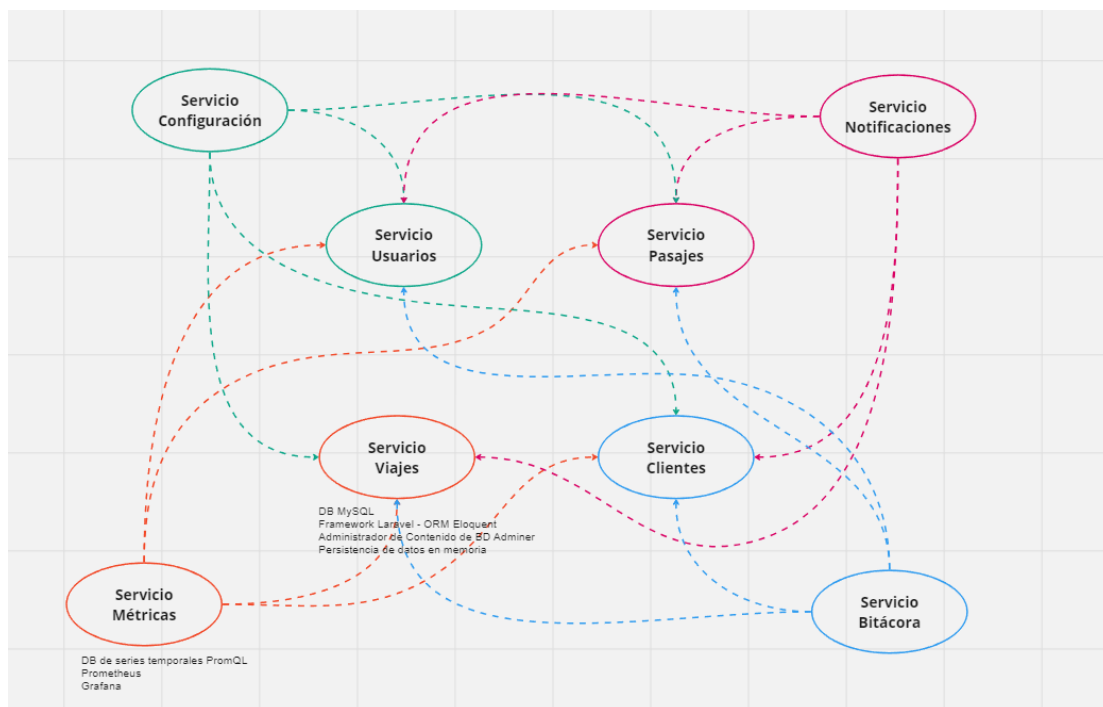 Servicio
Configuración
Servicio
Notificaciones
Servicio
Usuarios
Servicio
Pasajes
Servicio
Viajes
Servicio
Clientes
DB MySQL
Framework Laravel - ORM Eloquent
Administrador de Contenido de BD Adminer
Persistencia de datos en memoria
Servicio
Métricas
Servicio
Bitácora
DB de series temporales PromQL
Prometheus
Grafana